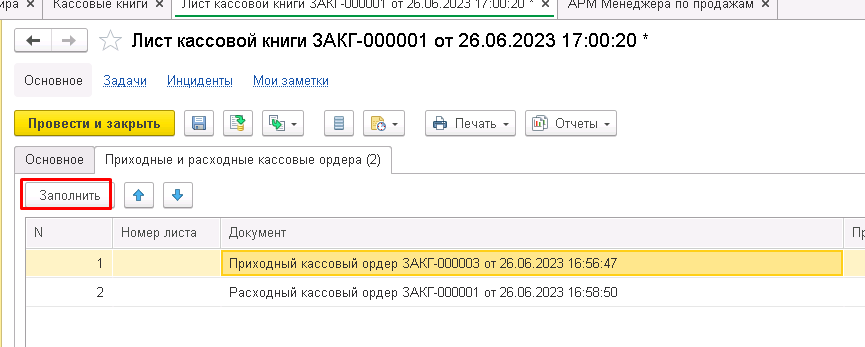 ира × Кассовые книги × Лист кассовой книги ЗАКГ-000001 от 26.06.2023 17:00:20 * × АРМ Менеджера по продажам ×
Лист кассовой книги ЗАКГ-000001 от 26.06.2023 17:00:20 *
Основное Задачи Инциденты Мои заметки
Провести и закрыть Печать Отчеты
Основное Приходные и расходные кассовые ордера (2)
Заполнить
N Номер листа Документ Пр
1 Приходный кассовый ордер ЗАКГ-000003 от 26.06.2023 16:56:47
2 Расходный кассовый ордер ЗАКГ-000001 от 26.06.2023 16:58:50